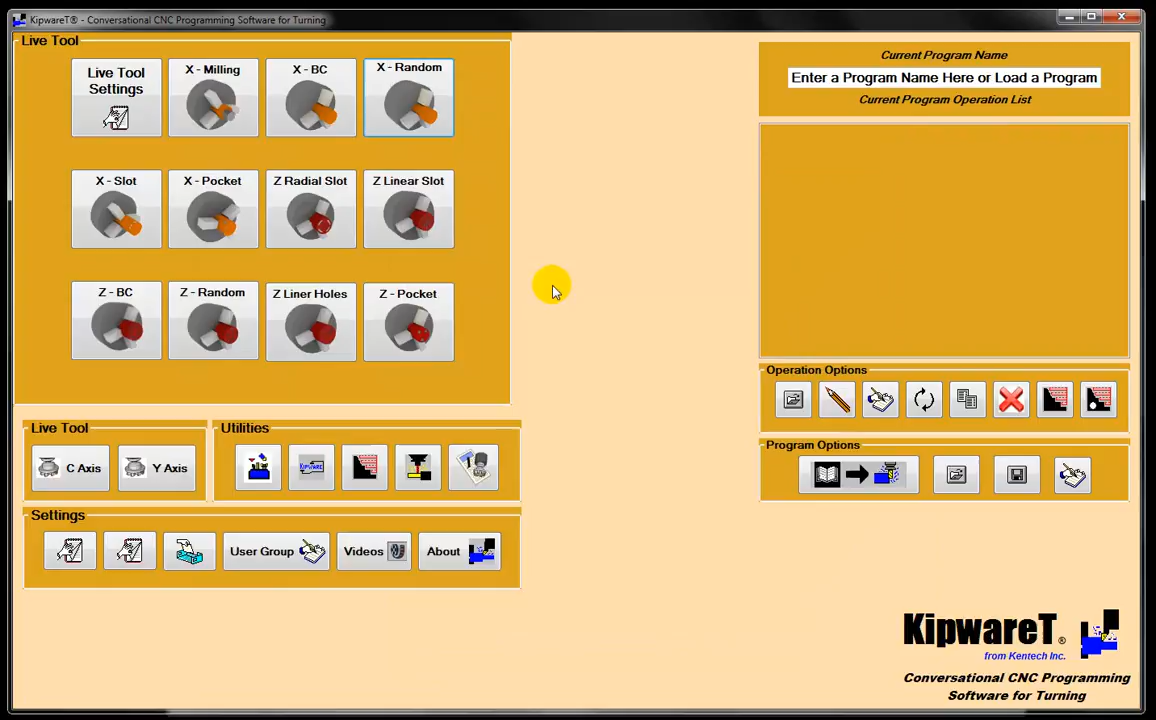 KipwareT® - Conversational CNC Programming Software for Turning
Live Tool
Live Tool
Settings
X - Milling
X - BC
X - Random
X - Slot
X - Pocket
Z Radial Slot
Z Linear Slot
Z - BC
Z - Random
Z Liner Holes
Z - Pocket
Current Program Name
Enter a Program Name Here or Load a Program
Current Program Operation List
Operation Options
Program Options
Live Tool
C Axis
Y Axis
Utilities
KIPWARE
Settings
User Group
Videos
About
KipwareT®
from Kentech Inc.
Conversational CNC Programming
Software for Turning